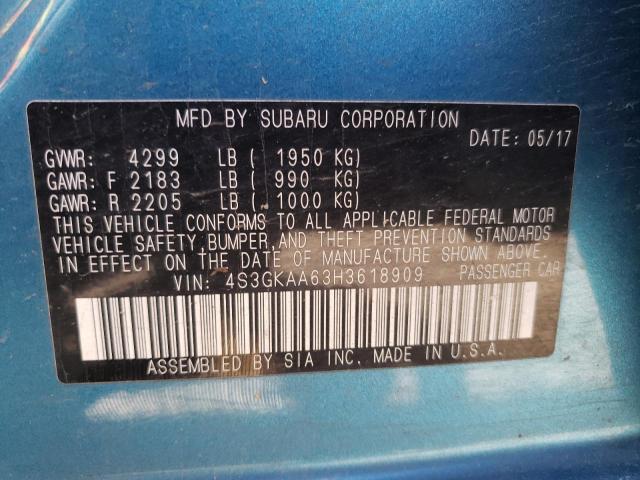 MFD BY SUBARU CORPORATION
DATE: 05/17
GVWR: 4299 LB ( 1950 KG)
GAWR: F 2183 LB ( 990 KG)
GAWR: R 2205 LB ( 1000 KG)
THIS VEHICLE CONFORMS TO ALL APPLICABLE FEDERAL MOTOR
VEHICLE SAFETY, BUMPER, AND THEFT PREVENTION STANDARDS
IN EFFECT ON THE DATE OF MANUFACTURE SHOWN ABOVE.
VIN: 4S3GKAA63H3618909 PASSENGER CAR
ASSEMBLED BY SIA INC. MADE IN U.S.A.